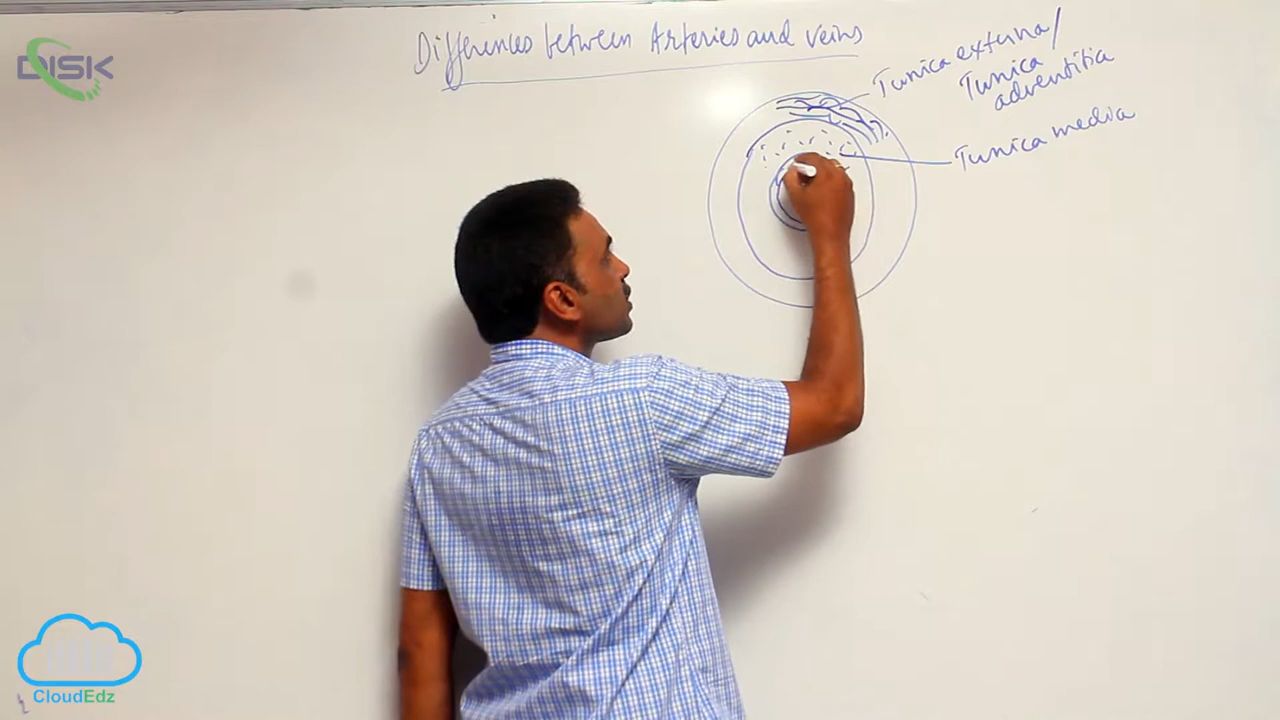 DISK
Differences between Arteries and veins
Tunica externa/
Tunica
adventitia
Tunica media
CloudEdz